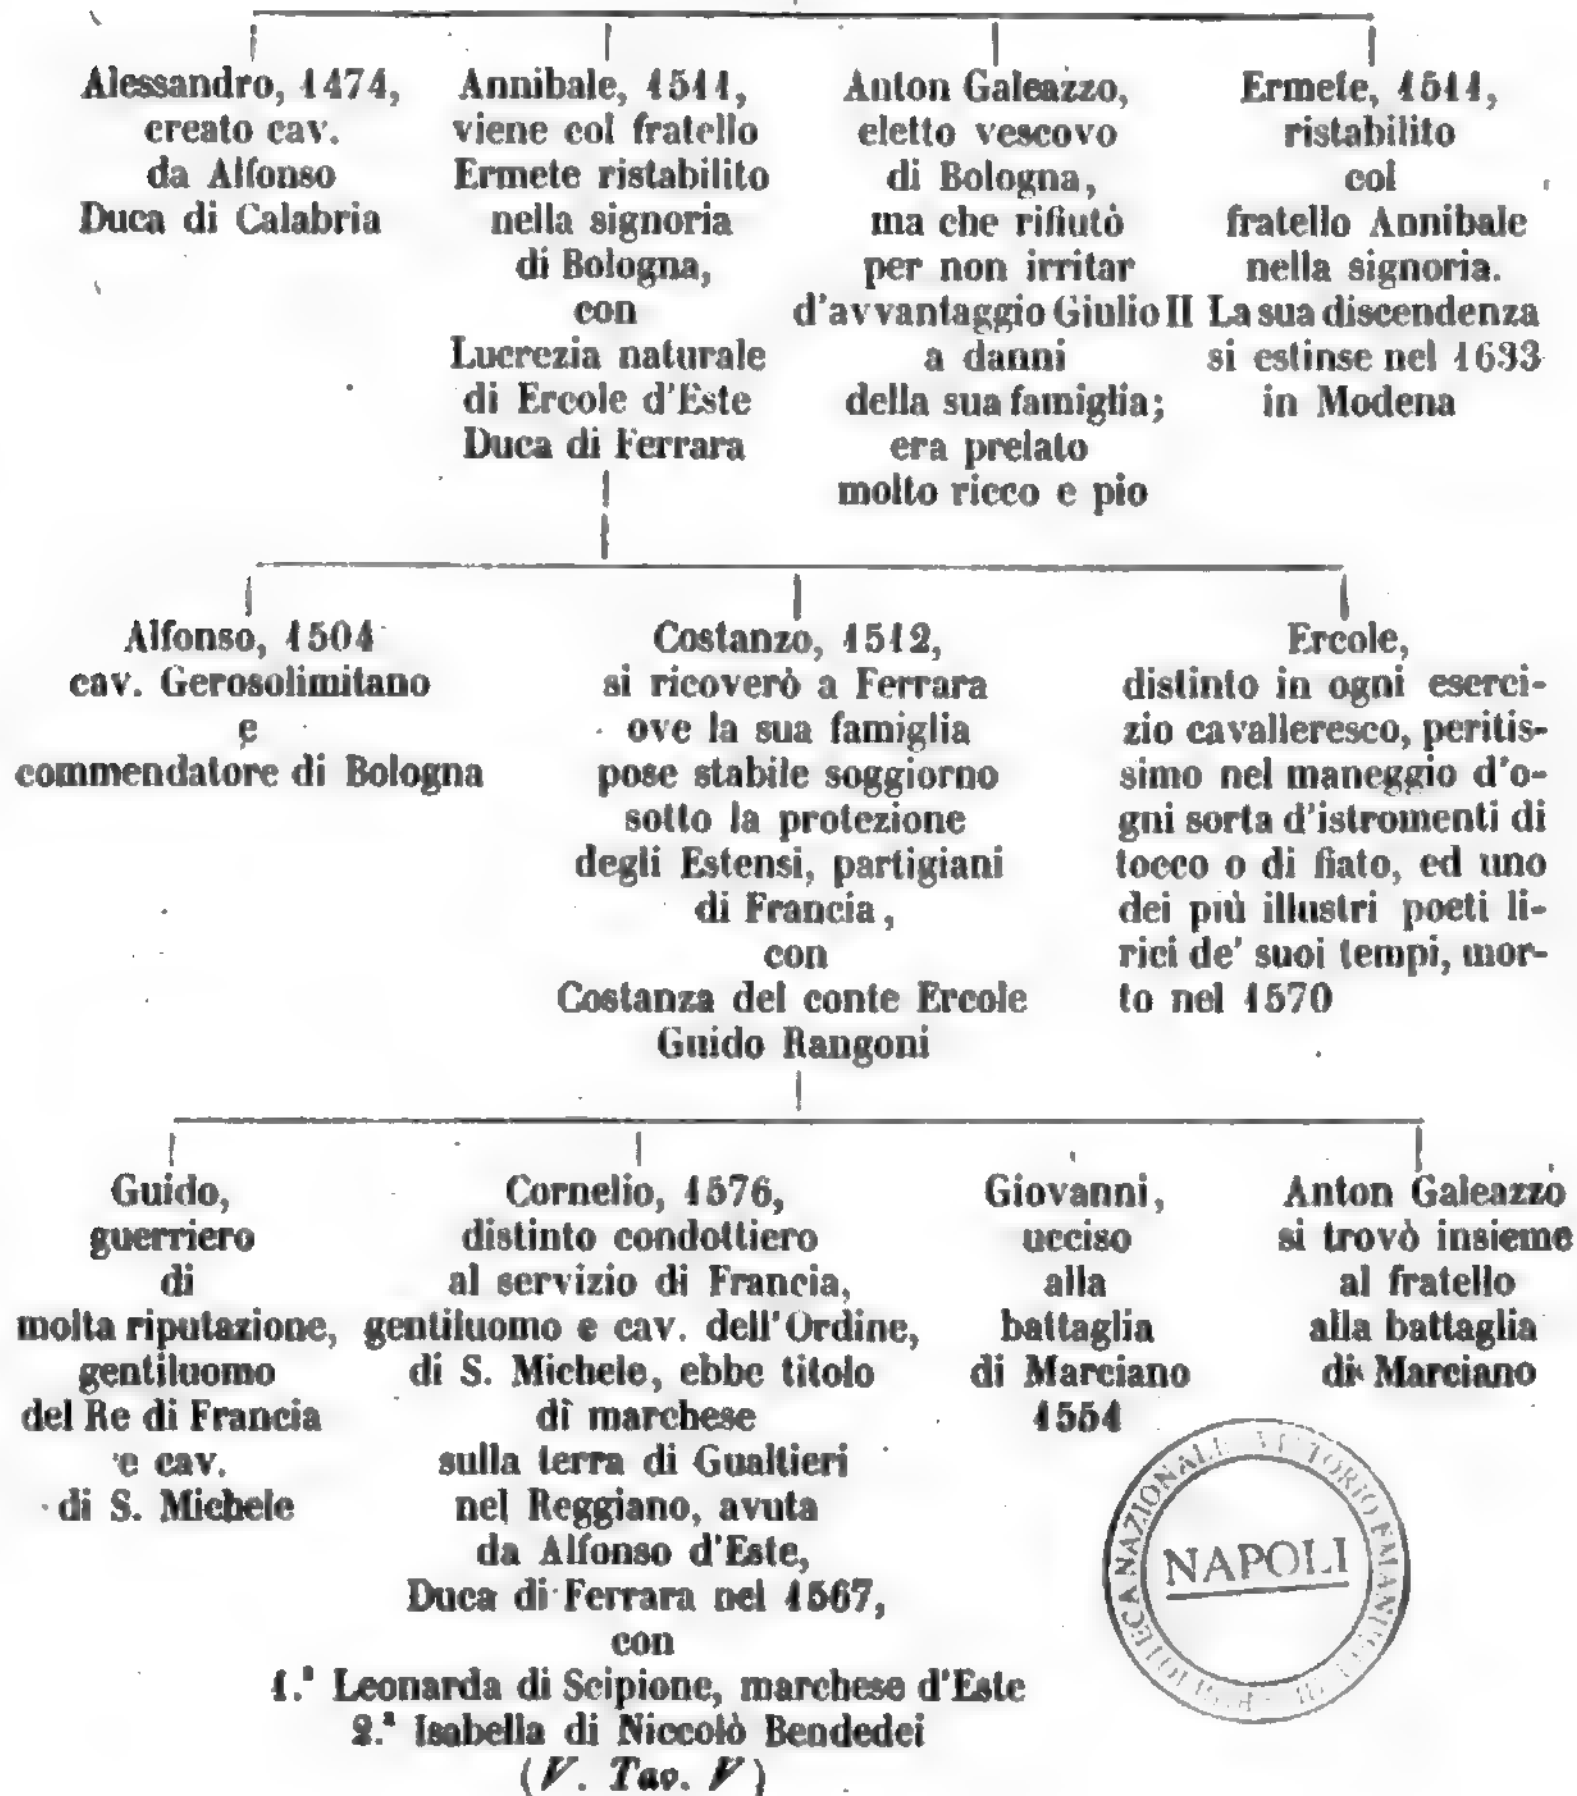 Alessandro, 1474,
creato cav.
da Alfonso
Duca di Calabria
Annibale, 1511,
viene col fratello
Ermete ristabilito
nella signoria
di Bologna,
con
Lucrezia naturale
di Ercole d'Este
Duca di Ferrara
Anton Galeazzo,
eletto vescovo
di Bologna,
ma che rifiutò
per non irritar
d'avvantaggio Giulio II
a danni
della sua famiglia;
era prelato
molto ricco e pio
Ermete, 1511,
ristabilito
col
fratello Annibale
nella signoria.
La sua discendenza
si estinse nel 1633
in Modena
Alfonso, 1504
cav. Gerosolimitano
e
commendatore di Bologna
Costanzo, 1512,
si ricoverò a Ferrara
ove la sua famiglia
pose stabile soggiorno
sotto la protezione
degli Estensi, partigiani
di Francia,
con
Costanza del conte Ercole
Guido Rangoni
Ercole,
distinto in ogni eserci-
zio cavalleresco, peritis-
simo nel maneggio d'o-
gni sorta d'istromenti di
tocco o di fiato, ed uno
dei più illustri poeti li-
rici de' suoi tempi, mor-
to nel 1570
Guido,
guerriero
di
molta riputazione,
gentiluomo
del Re di Francia
e cav.
di S. Michele
Cornelio, 1576,
distinto condottiero
al servizio di Francia,
gentiluomo e cav. dell'Ordine,
di S. Michele, ebbe titolo
di marchese
sulla terra di Gualtieri
nel Reggiano, avuta
da Alfonso d'Este,
Duca di Ferrara nel 1567,
con
1.ª Leonarda di Scipione, marchese d'Este
2.ª Isabella di Niccolò Bendedei
(V. Tav. V)
Giovanni,
ucciso
alla
battaglia
di Marciano
1554
Anton Galeazzo
si trovò insieme
al fratello
alla battaglia
di Marciano
NAZIONALE VITTORIO EMANUELE
NAPOLI